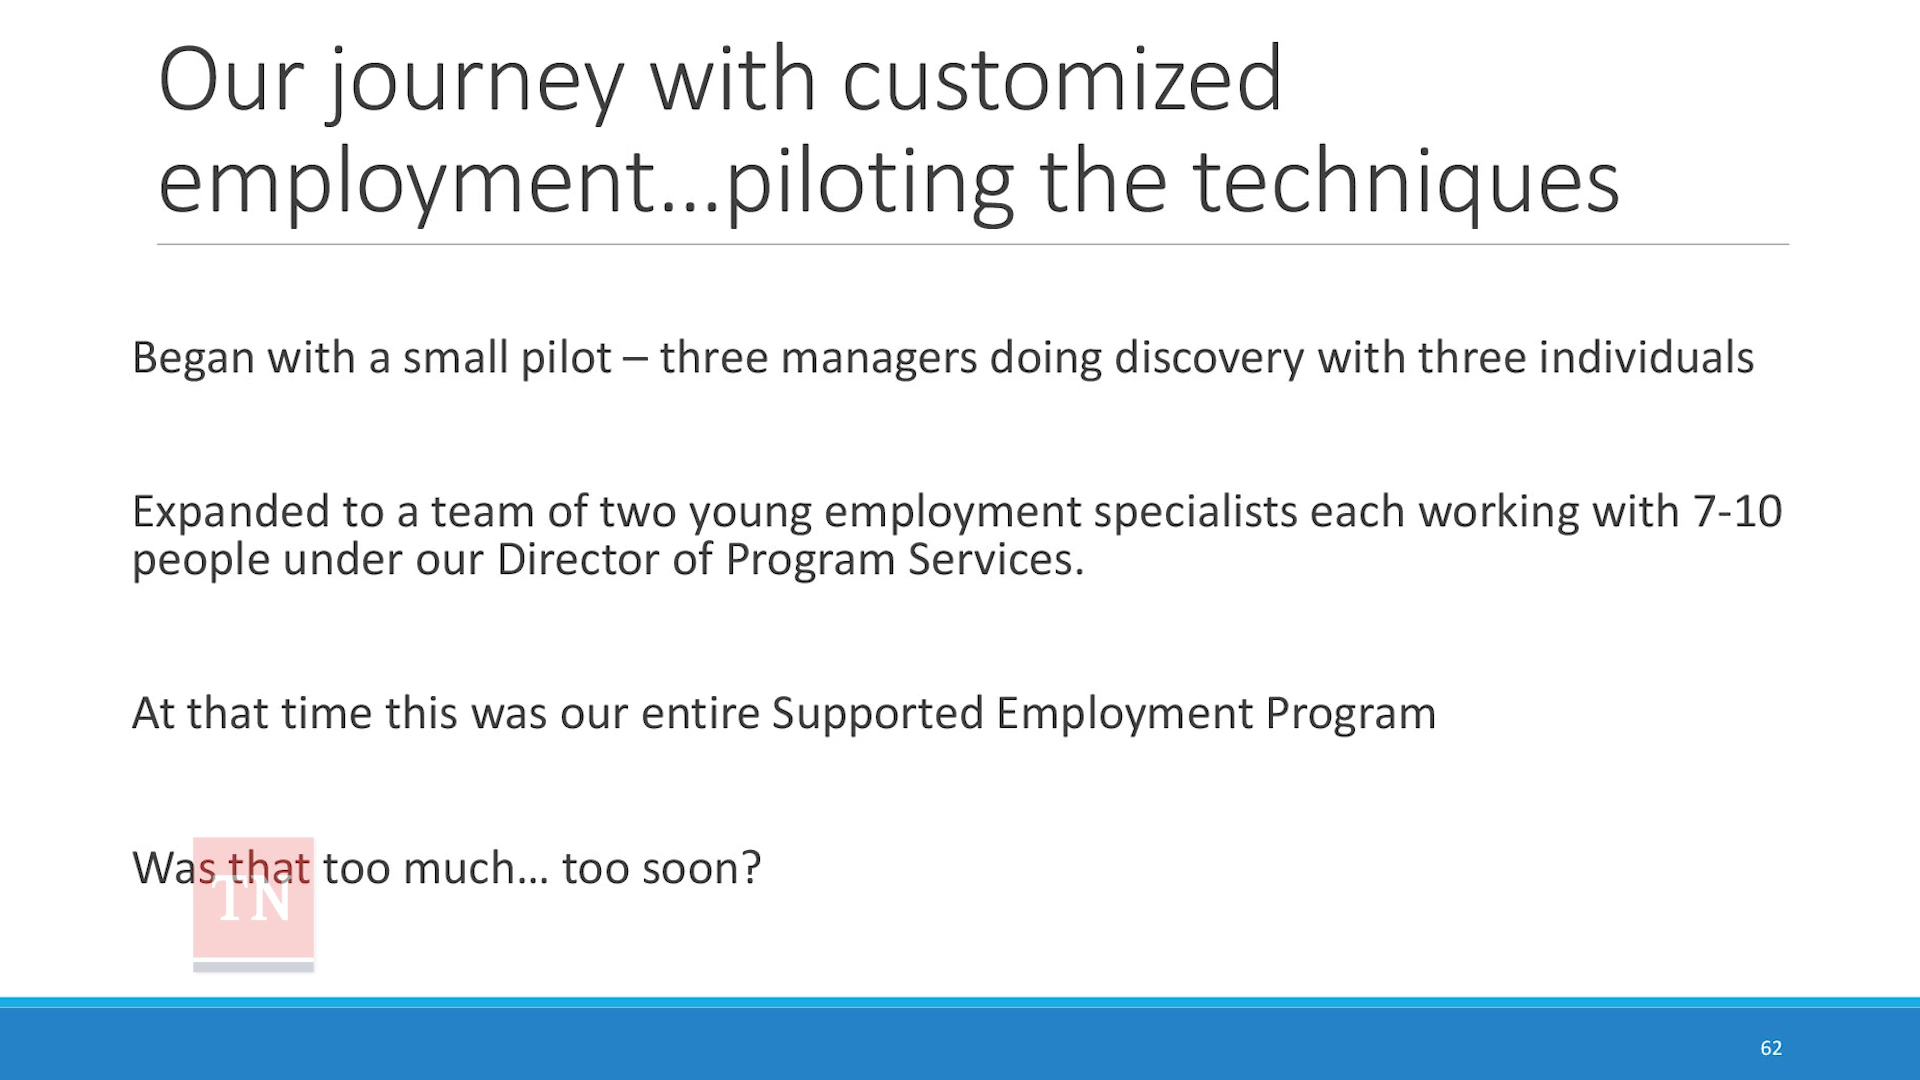 Our journey with customized
employment…piloting the techniques
Began with a small pilot – three managers doing discovery with three individuals
Expanded to a team of two young employment specialists each working with 7-10
people under our Director of Program Services.
At that time this was our entire Supported Employment Program
Was that too much… too soon?
TN
62